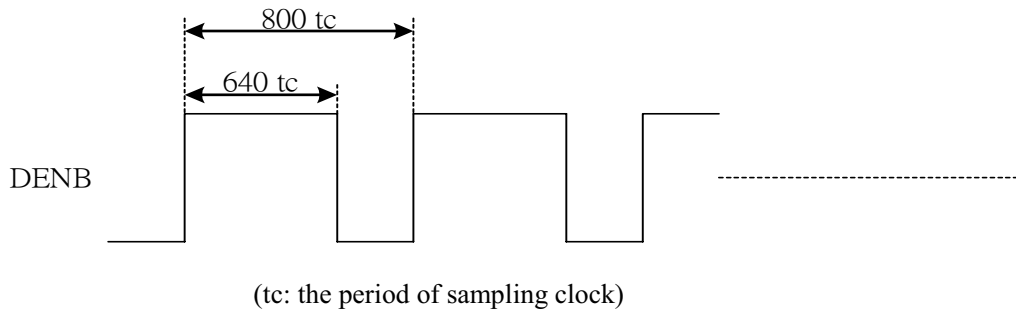 800 tc
640 tc
DENB
(tc: the period of sampling clock)